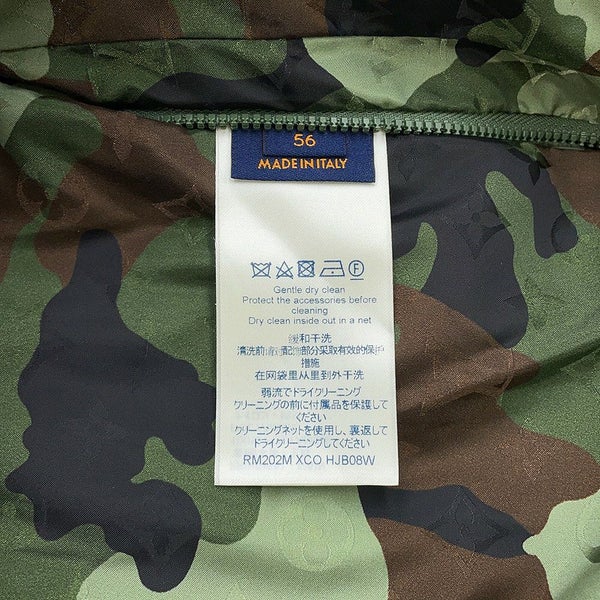 56
MADE IN ITALY
Gentle dry clean
Protect the accessories before
cleaning
Dry clean inside out in a net
缓和干洗
清洗前,对配饰部分采取有效的保护
措施
在网袋里从里到外干洗
弱流でドライクリーニング
クリーニングの前に付属品を保護して
ください
クリーニングネットを使用し、裏返して
ドライクリーニングしてください
RM202M XCO HJB08W